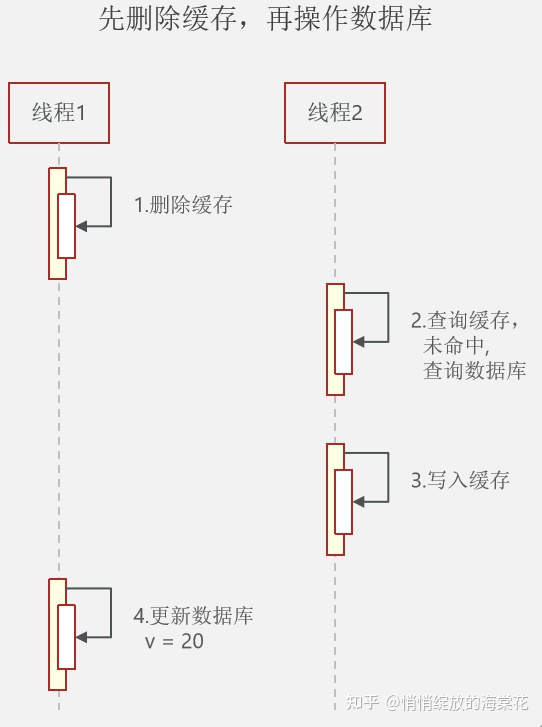 先删除缓存，再操作数据库
线程1
线程2
1.删除缓存
2.查询缓存，
未命中,
查询数据库
3.写入缓存
4.更新数据库
v = 20
知乎 @悄悄绽放的海棠花